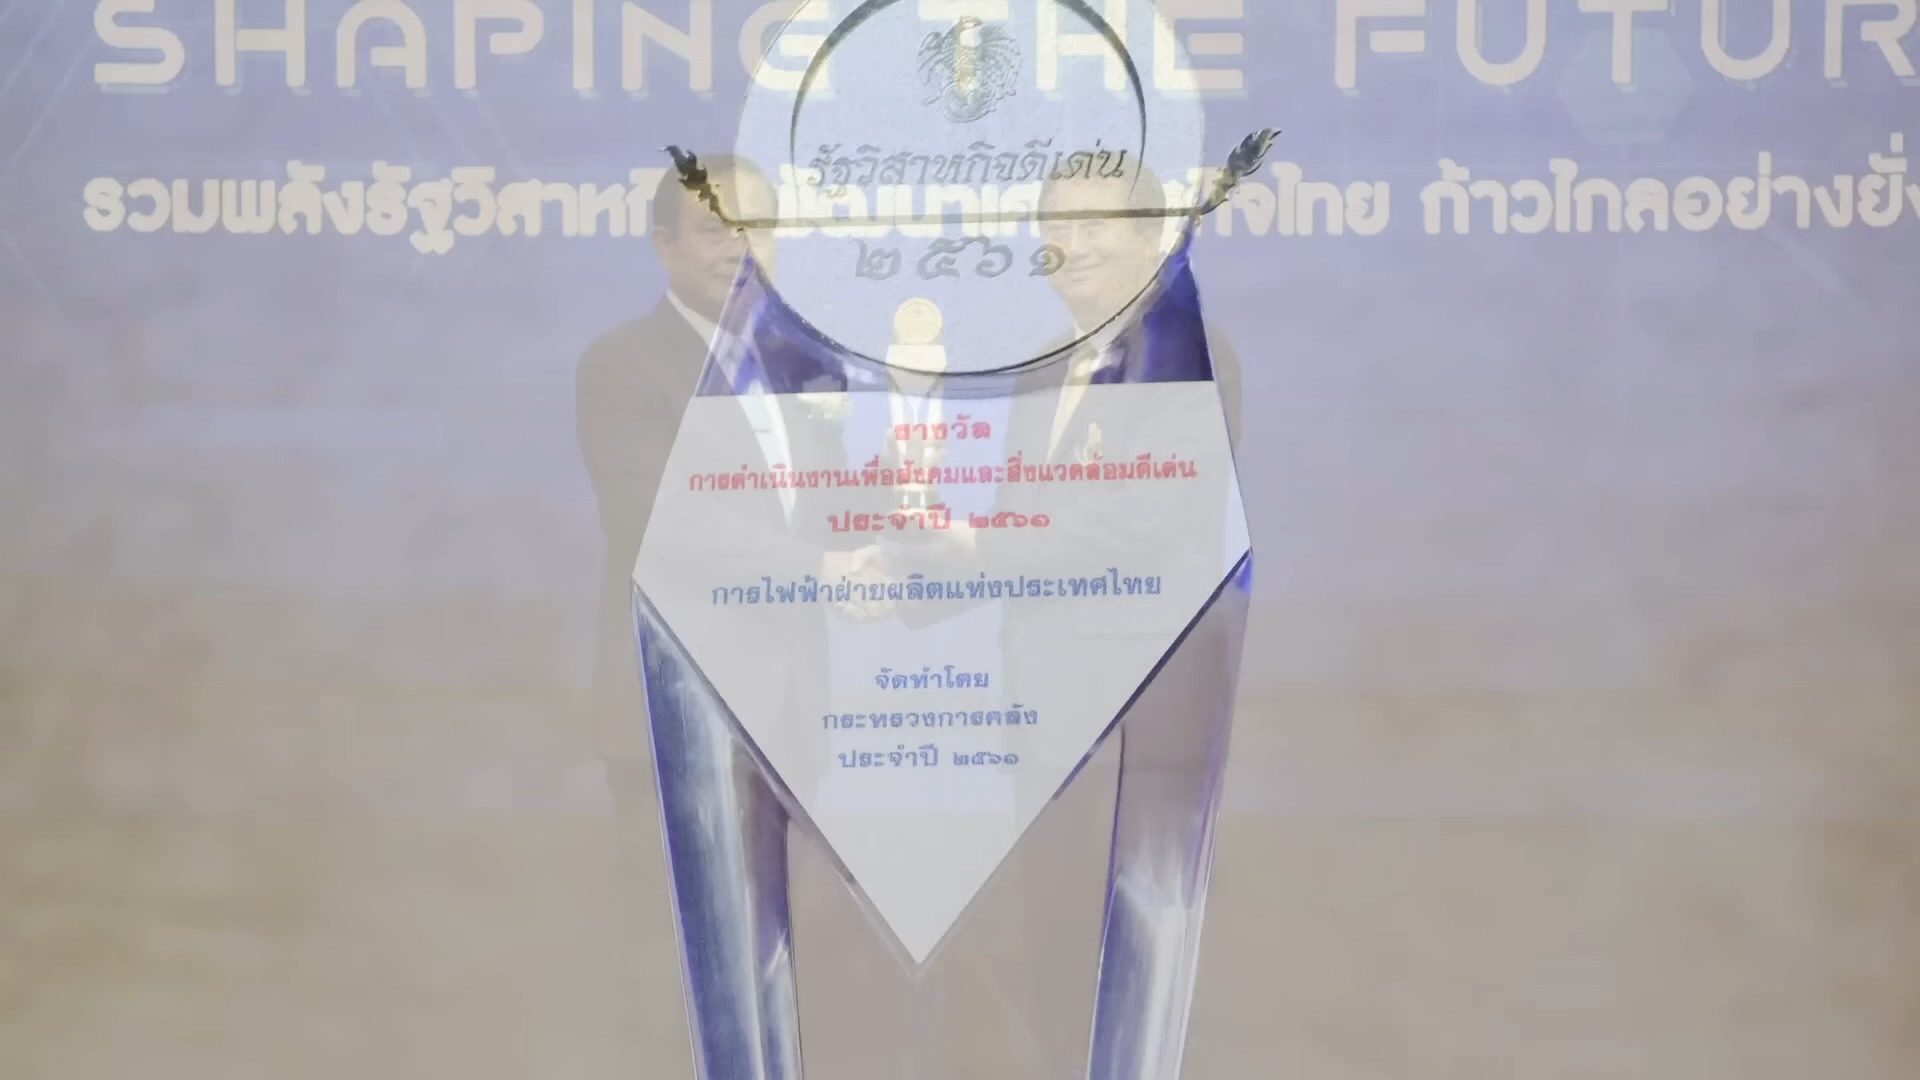 SHAPING THE FUTUR
รัฐวิสาหกิจดีเด่น
รวมพลังรัฐวิสาหกิ พัฒนาเศ กิจไทย ก้าวไกลอย่างยั่ง
๒๕๖๑
รางวัล
การดำเนินงานเพื่อสังคมและสิ่งแวดล้อมดีเด่น
ประจำปี ๒๕๖๑
การไฟฟ้าฝ่ายผลิตแห่งประเทศไทย
จัดทำโดย
กระทรวงการคลัง
ประจำปี ๒๕๖๑